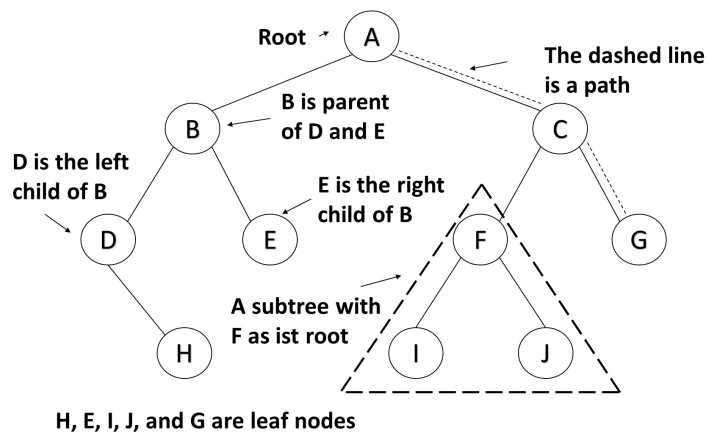 Root
A
The dashed line
is a path
B is parent
of D and E
B
C
D is the left
child of B
E is the right
child of B
D
E
F
G
A subtree with
F as ist root
H
I
J
H, E, I, J, and G are leaf nodes